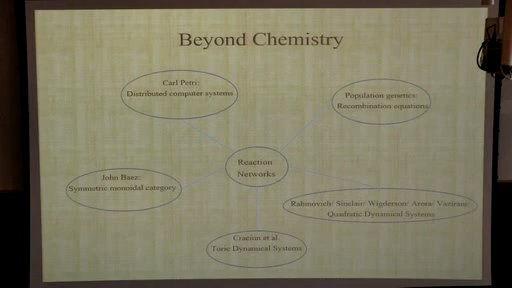 Beyond Chemistry
Carl Petri:
Distributed computer systems
Population genetics:
Recombination equations
Reaction
Networks
John Baez:
Symmetric monoidal category
Rabinovich/ Sinclair/ Wigderson/ Arora/ Vazirani:
Quadratic Dynamical Systems
Craciun et al
Toric Dynamical Systems